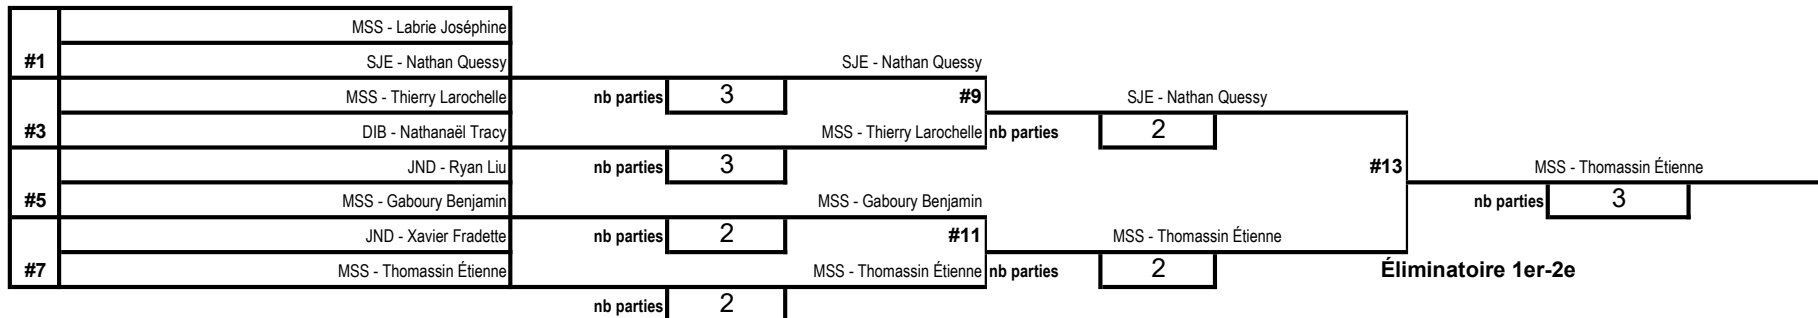 MSS - Labrie Joséphine
#1 SJE - Nathan Quessy SJE - Nathan Quessy
MSS - Thierry Larochelle nb parties 3 #9 SJE - Nathan Quessy
#3 DIB - Nathanaël Tracy MSS - Thierry Larochelle nb parties 2
JND - Ryan Liu nb parties 3 #13 MSS - Thomassin Étienne
#5 MSS - Gaboury Benjamin MSS - Gaboury Benjamin nb parties 3
JND - Xavier Fradette nb parties 2 #11 MSS - Thomassin Étienne
#7 MSS - Thomassin Étienne MSS - Thomassin Étienne nb parties 2 Éliminatoire 1er-2e
nb parties 2